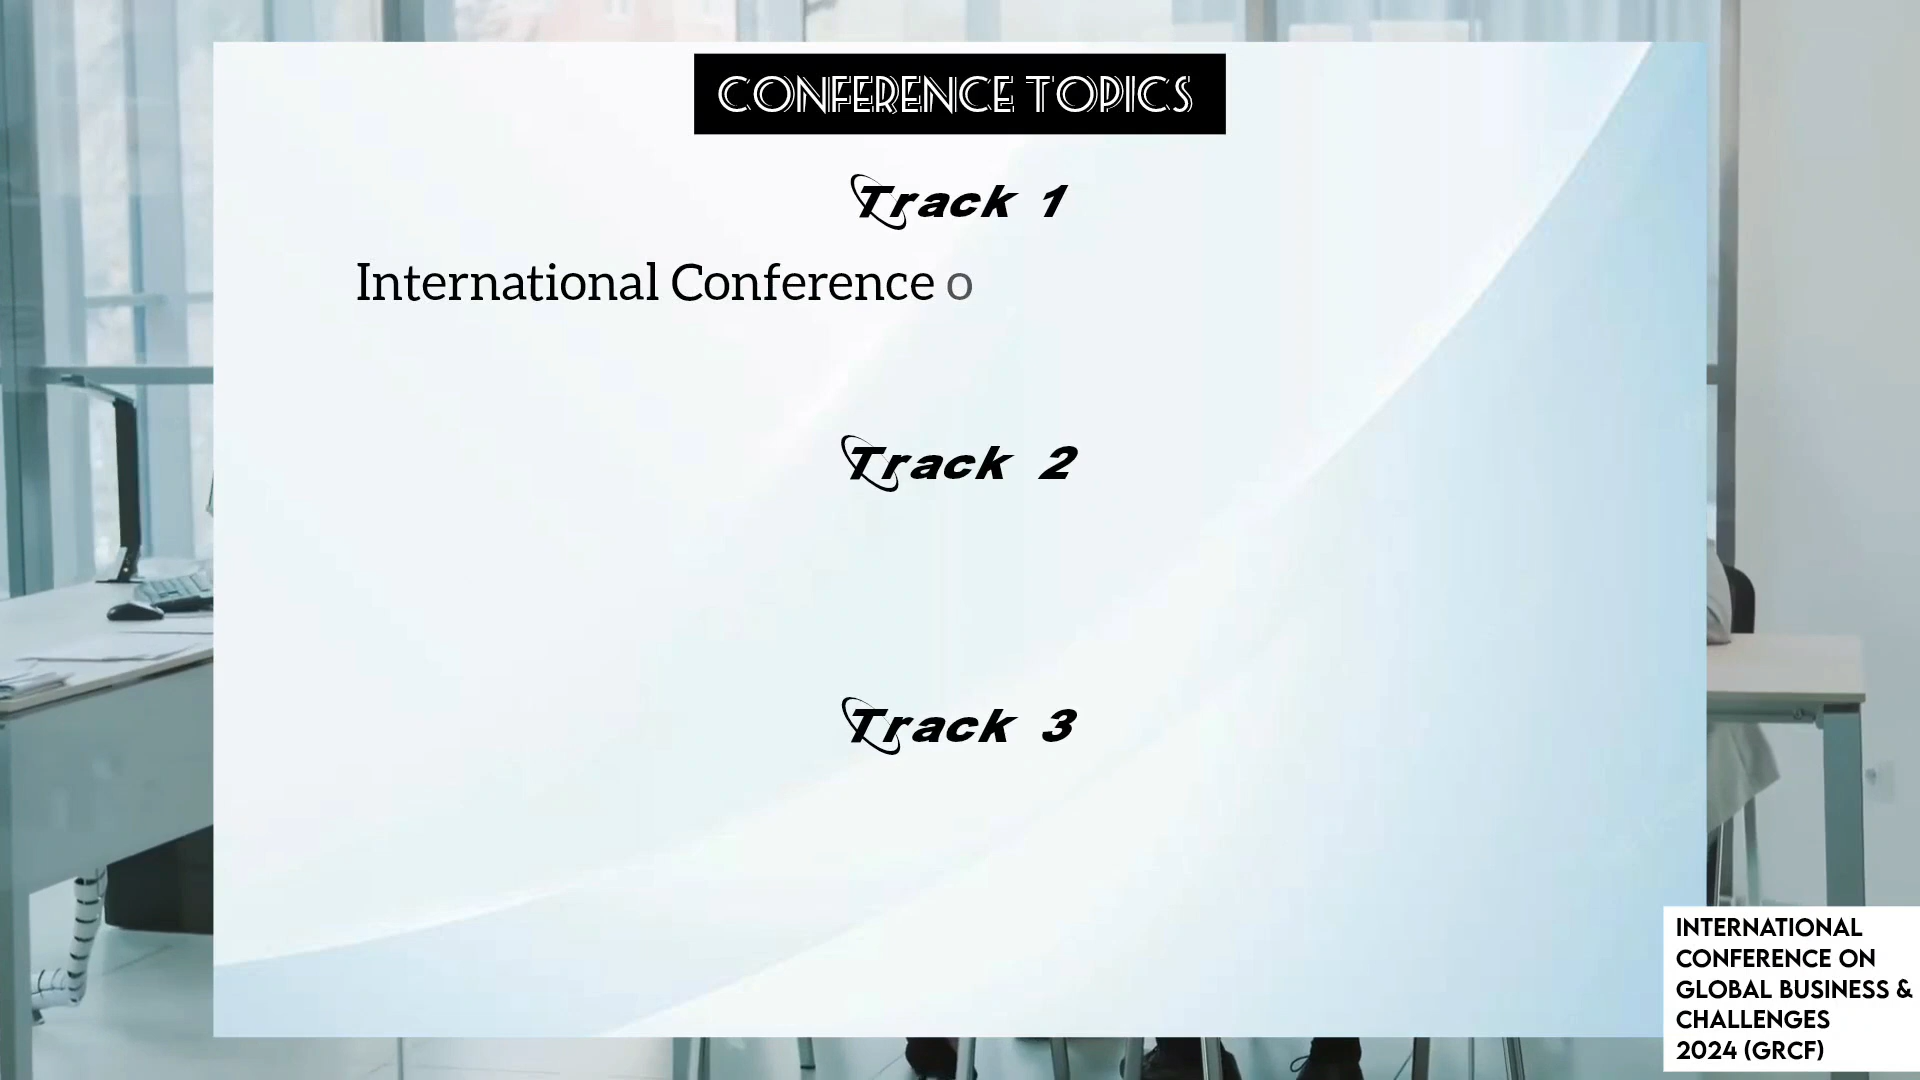 CONFERENCE TOPICS
Track 1
International Conference o
Track 2
Track 3
INTERNATIONAL
CONFERENCE ON
GLOBAL BUSINESS &
CHALLENGES
2024 (GRCF)